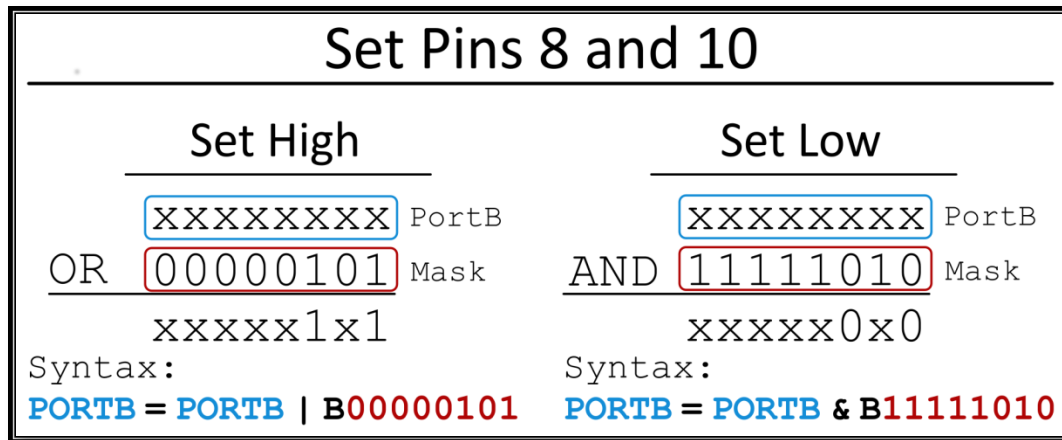 Set Pins 8 and 10
Set High
xxxxxxxx PortB
OR 00000101 Mask
xxxxx1x1
Syntax:
PORTB = PORTB | B00000101
Set Low
xxxxxxxx PortB
AND 11111010 Mask
xxxxx0x0
Syntax:
PORTB = PORTB & B11111010